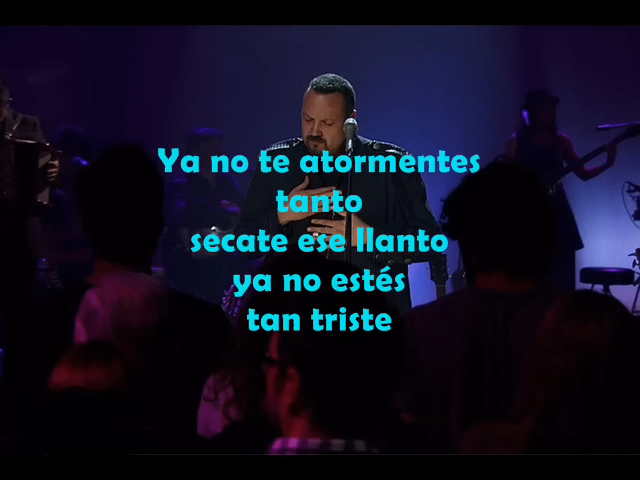 Ya no te atormentes
tanto
secate ese llanto
ya no estés
tan triste